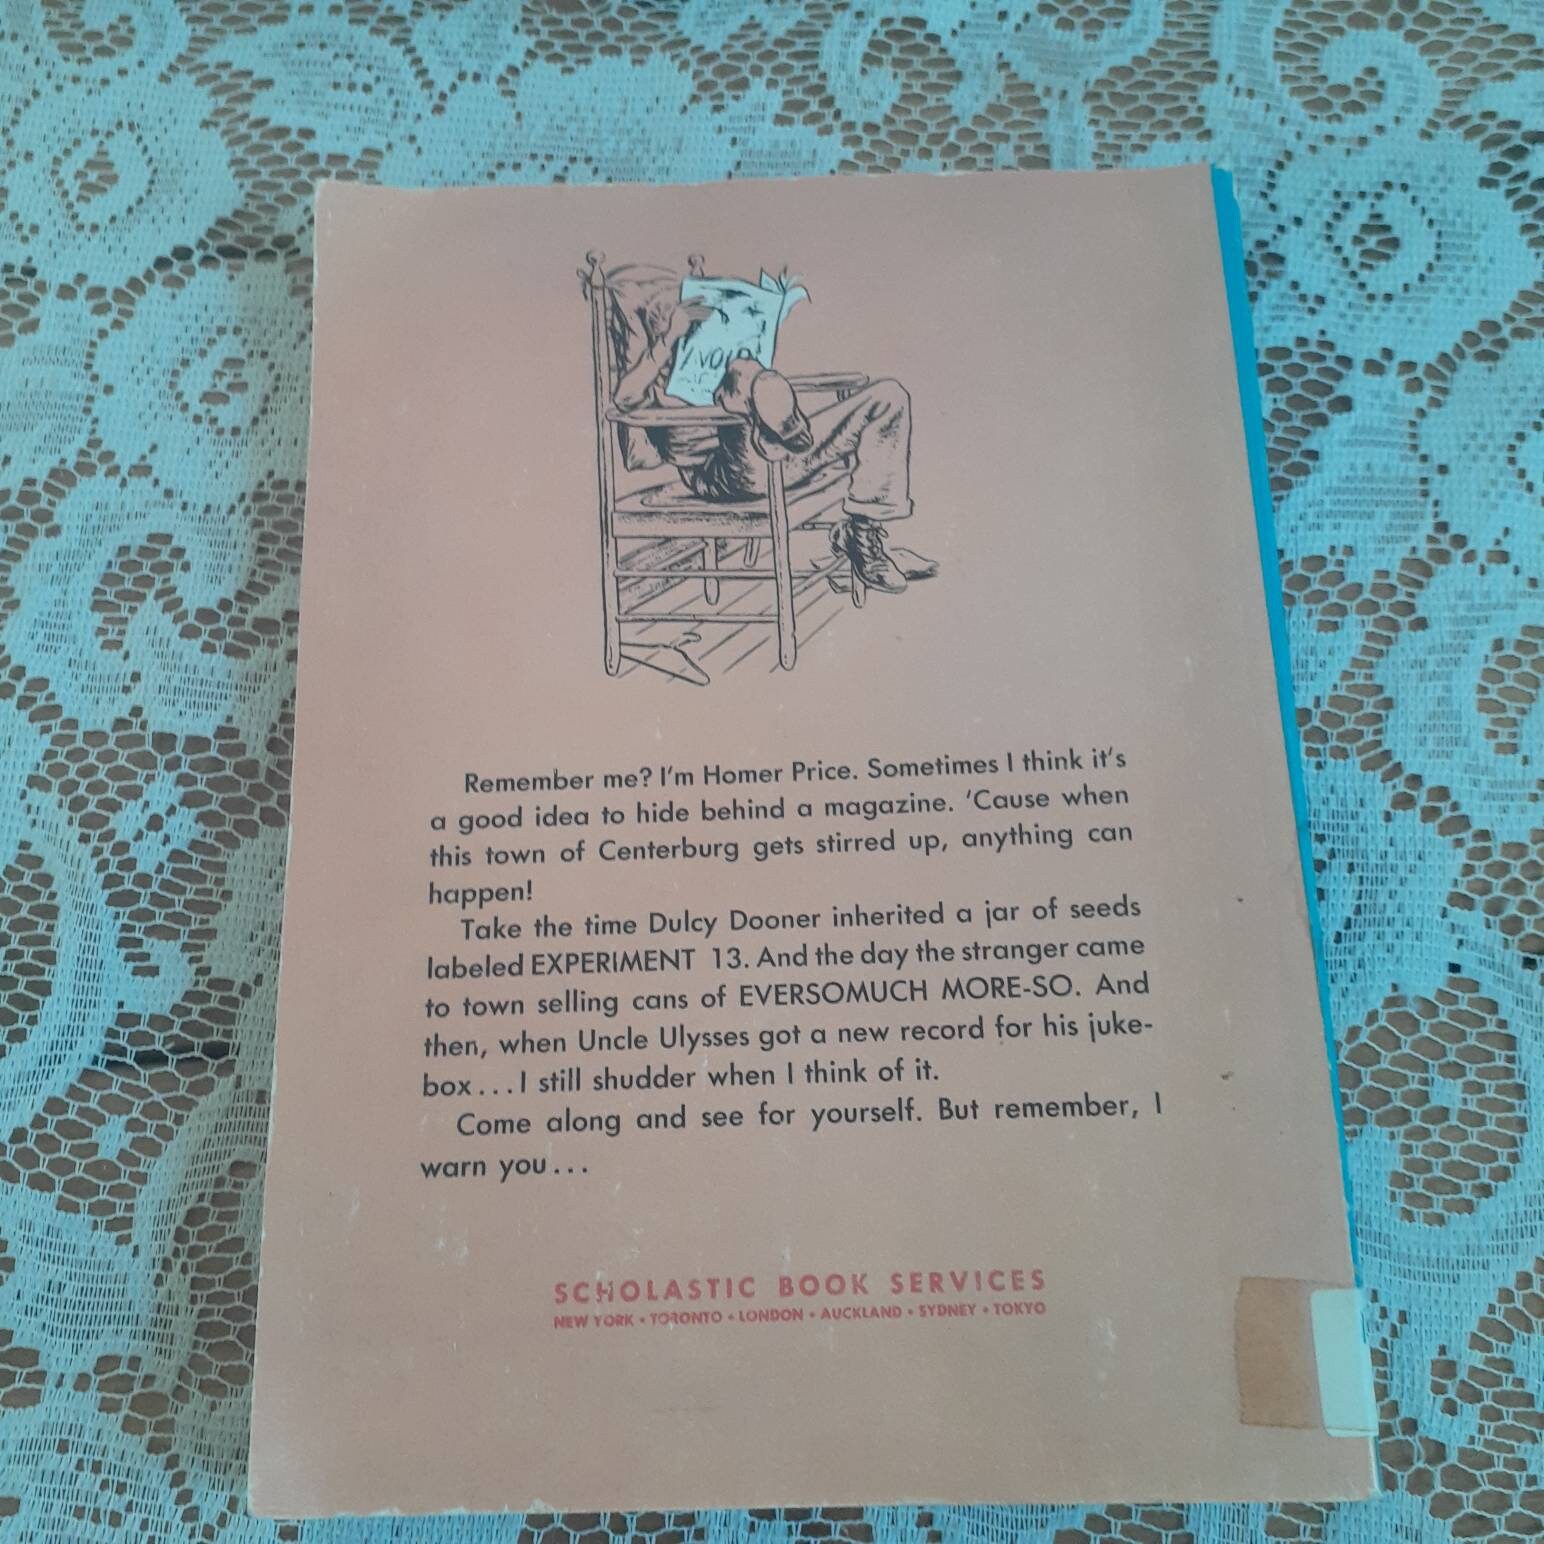 Remember me? I'm Homer Price. Sometimes I think it's
a good idea to hide behind a magazine. 'Cause when
this town of Centerburg gets stirred up, anything can
happen!
Take the time Dulcy Dooner inherited a jar of seeds
labeled EXPERIMENT 13. And the day the stranger came
to town selling cans of EVERSOMUCH MORE-SO. And
then, when Uncle Ulysses got a new record for his juke-
box...I still shudder when I think of it.
Come along and see for yourself. But remember, I
warn you...
SCHOLASTIC BOOK SERVICES
NEW YORK • TORONTO • LONDON • AUCKLAND • SYDNEY • TOKYO